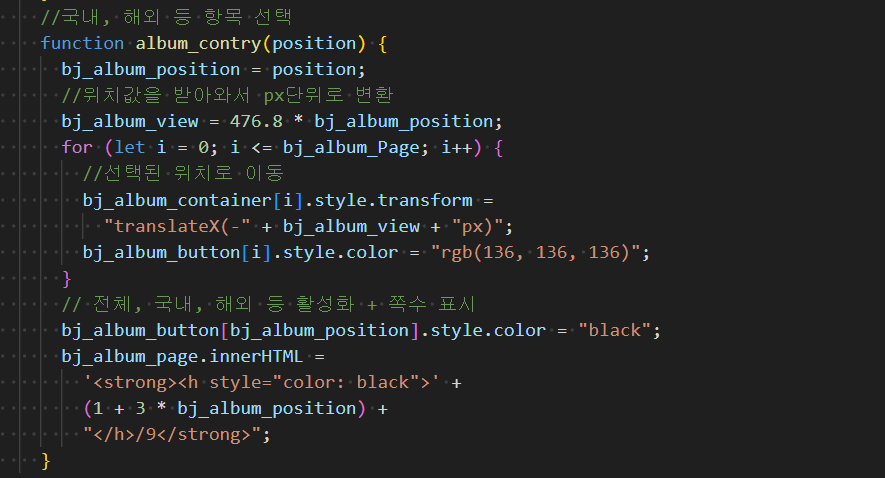 //국내, 해외 등 항목 선택
function album_contry(position) {
bj_album_position = position;
//위치값을 받아와서 px단위로 변환
bj_album_view = 476.8 * bj_album_position;
for (let i = 0; i <= bj_album_Page; i++) {
//선택된 위치로 이동
bj_album_container[i].style.transform =
"translateX(-" + bj_album_view + "px)";
bj_album_button[i].style.color = "rgb(136, 136, 136)";
}
// 전체, 국내, 해외 등 활성화 + 쪽수 표시
bj_album_button[bj_album_position].style.color = "black";
bj_album_page.innerHTML =
'<strong><h style="color: black">' +
(1 + 3 * bj_album_position) +
"</h>/9</strong>";
}